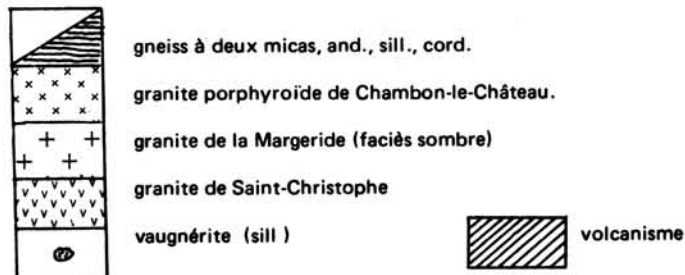 gneiss à deux micas, and., sill., cord.
granite porphyroïde de Chambon-le-Château.
granite de la Margeride (faciès sombre)
granite de Saint-Christophe
vaugnérite (sill )
volcanisme